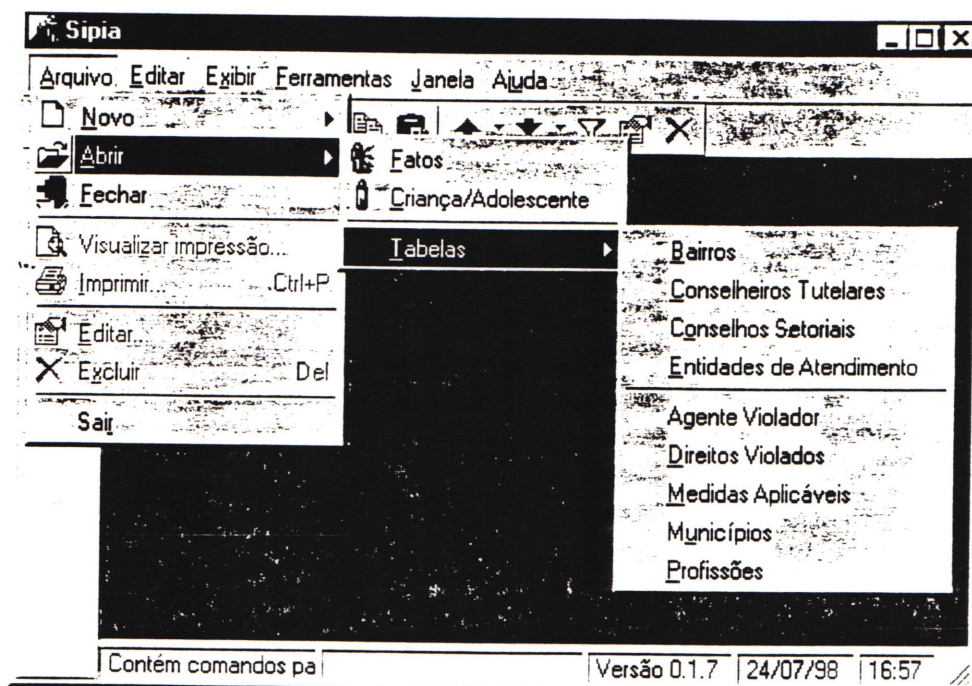 Sipia
Arquivo Editar Exibir Ferramentas Janela Ajuda
Novo
Abrir
Fechar
Visualizar impressão...
Imprimir... Ctrl+P
Editar...
Excluir Del
Sair
Fatos
Criança/Adolescente
Tabelas
Bairros
Conselheiros Tutelares
Conselhos Setoriais
Entidades de Atendimento
Agente Violador
Direitos Violados
Medidas Aplicáveis
Municípios
Profissões
Contém comandos pa Versão 0.1.7 24/07/98 16:57